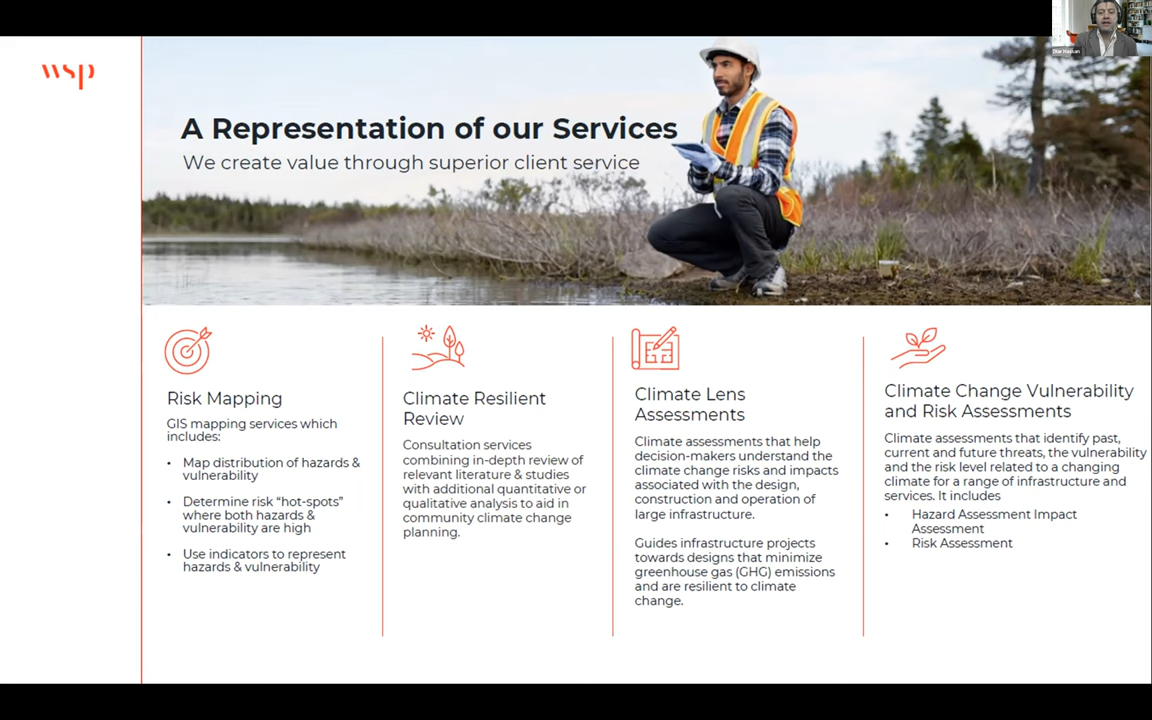 wsp
A Representation of our Services
We create value through superior client service
Risk Mapping
GIS mapping services which
includes:
• Map distribution of hazards &
vulnerability
• Determine risk “hot-spots”
where both hazards &
vulnerability are high
• Use indicators to represent
hazards & vulnerability
Climate Resilient
Review
Consultation services
combining in-depth review of
relevant literature & studies
with additional quantitative or
qualitative analysis to aid in
community climate change
planning.
Climate Lens
Assessments
Climate assessments that help
decision-makers understand the
climate change risks and impacts
associated with the design,
construction and operation of
large infrastructure.
Guides infrastructure projects
towards designs that minimize
greenhouse gas (GHG) emissions
and are resilient to climate
change.
Climate Change Vulnerability
and Risk Assessments
Climate assessments that identify past,
current and future threats, the vulnerability
and the risk level related to a changing
climate for a range of infrastructure and
services. It includes
• Hazard Assessment Impact
Assessment
• Risk Assessment